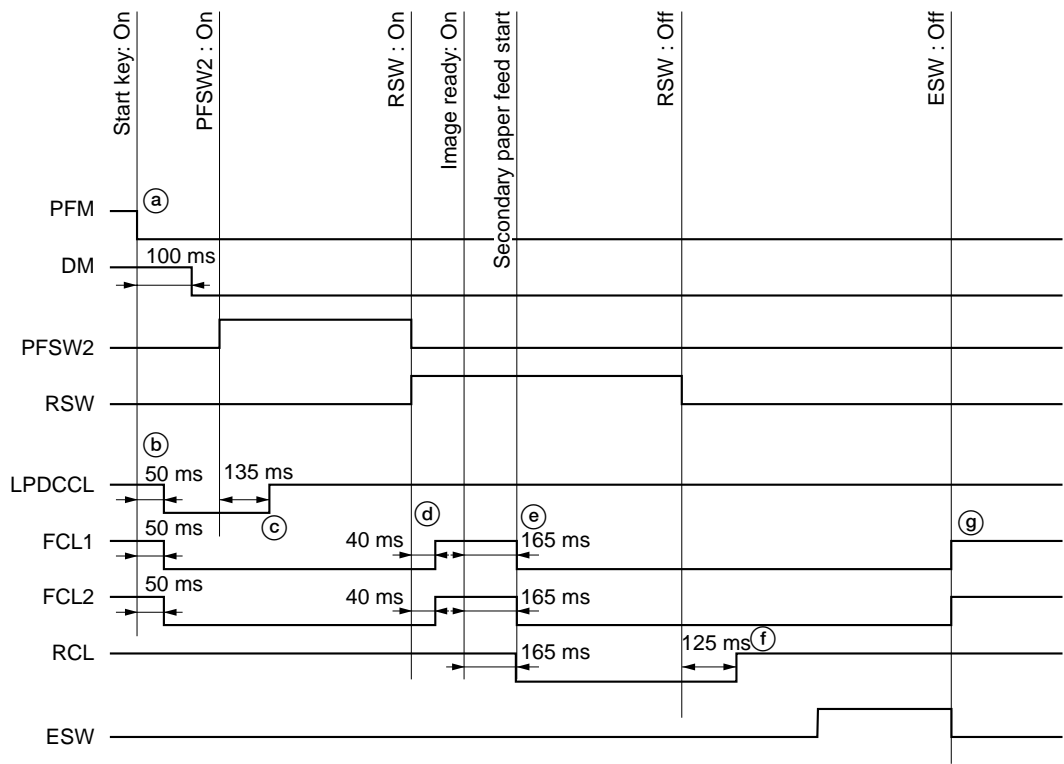 Start key: On
PFSW2 : On
RSW : On
Image ready: On
Secondary paper feed start
RSW : Off
ESW : Off
PFM
a
DM
100 ms
PFSW2
RSW
b
LPDCCL
50 ms
135 ms
c
d
e
g
FCL1
50 ms
40 ms
165 ms
FCL2
50 ms
40 ms
165 ms
RCL
165 ms
125 ms
f
ESW